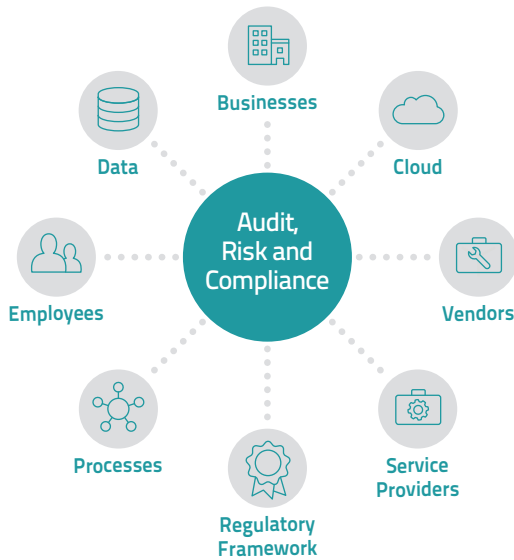 Businesses
Data
Cloud
Audit,
Risk and
Compliance
Employees
Vendors
Processes
Service
Providers
Regulatory
Framework